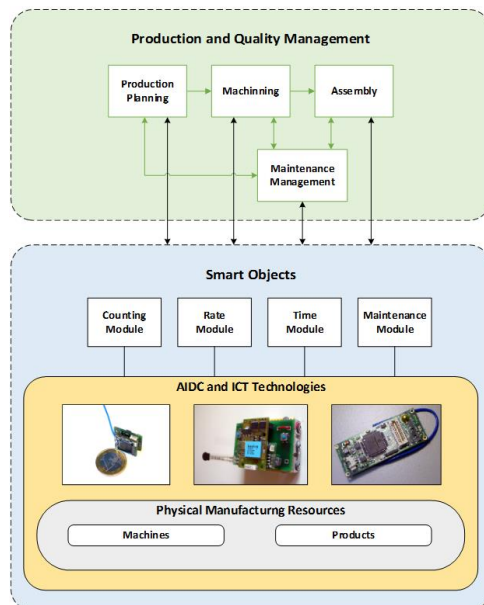 Production and Quality Management
Production
Planning
Machinning
Assembly
Maintenance
Management
Smart Objects
Counting
Module
Rate
Module
Time
Module
Maintenance
Module
AIDC and ICT Technologies
Physical Manufacturng Resources
Machines
Products